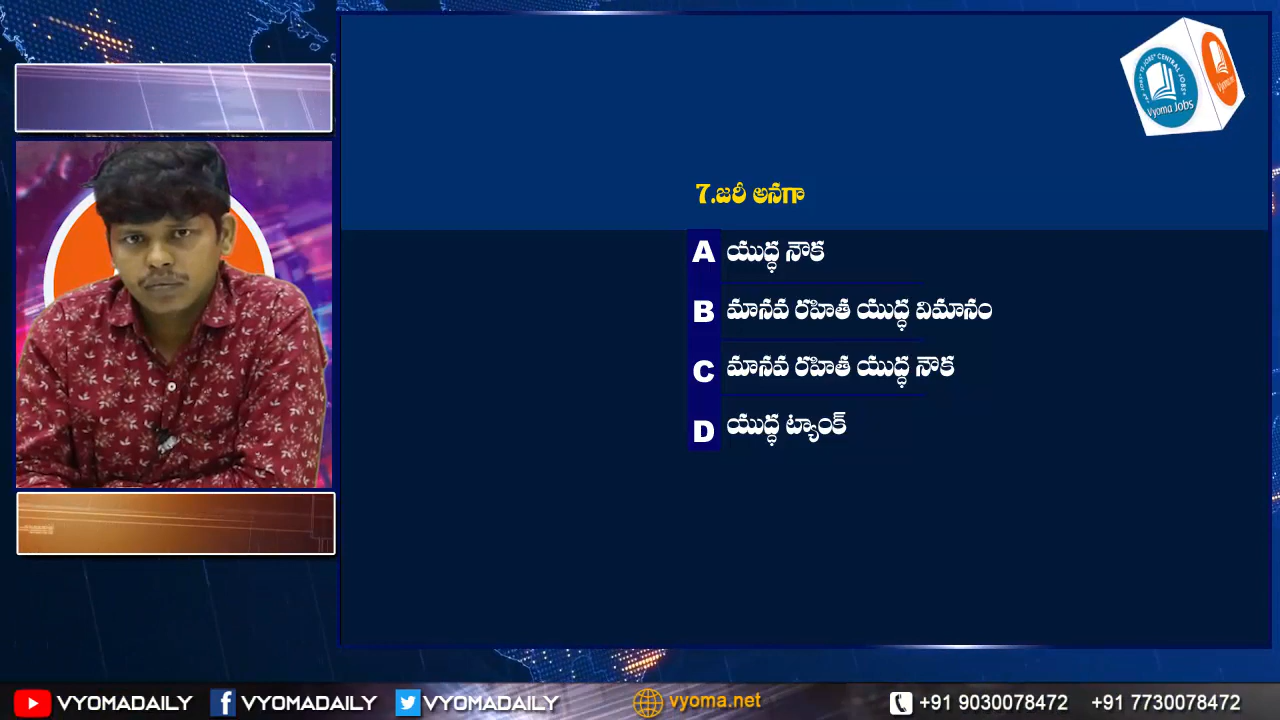 Vyoma Jobs
7.జరీ అనగా
A యుద్ధ నౌక
B మానవ రహిత యుద్ధ విమానం
C మానవ రహిత యుద్ధ నౌక
D యుద్ధ ట్యాంక్
VYOMADAILY VYOMADAILY VYOMADAILY vyoma.net +91 9030078472 +91 7730078472